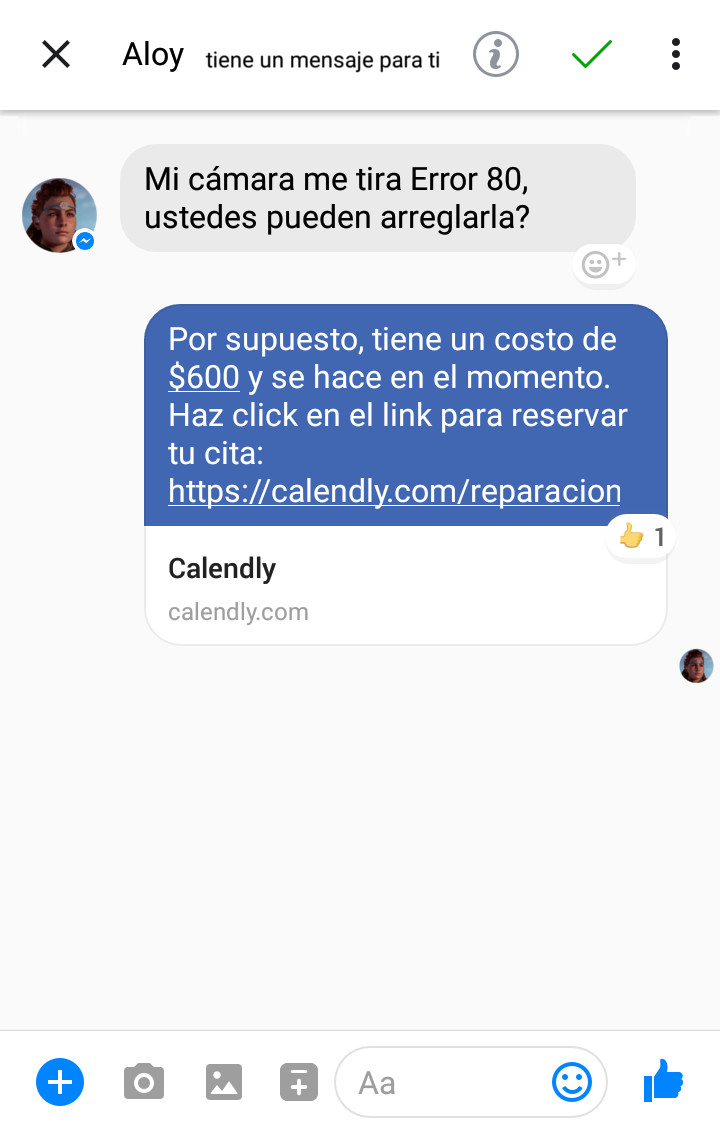 Aloy tiene un mensaje para ti
Mi cámara me tira Error 80,
ustedes pueden arreglarla?
Por supuesto, tiene un costo de
$600 y se hace en el momento.
Haz click en el link para reservar
tu cita:
https://calendly.com/reparacion
1
Calendly
calendly.com
Aa